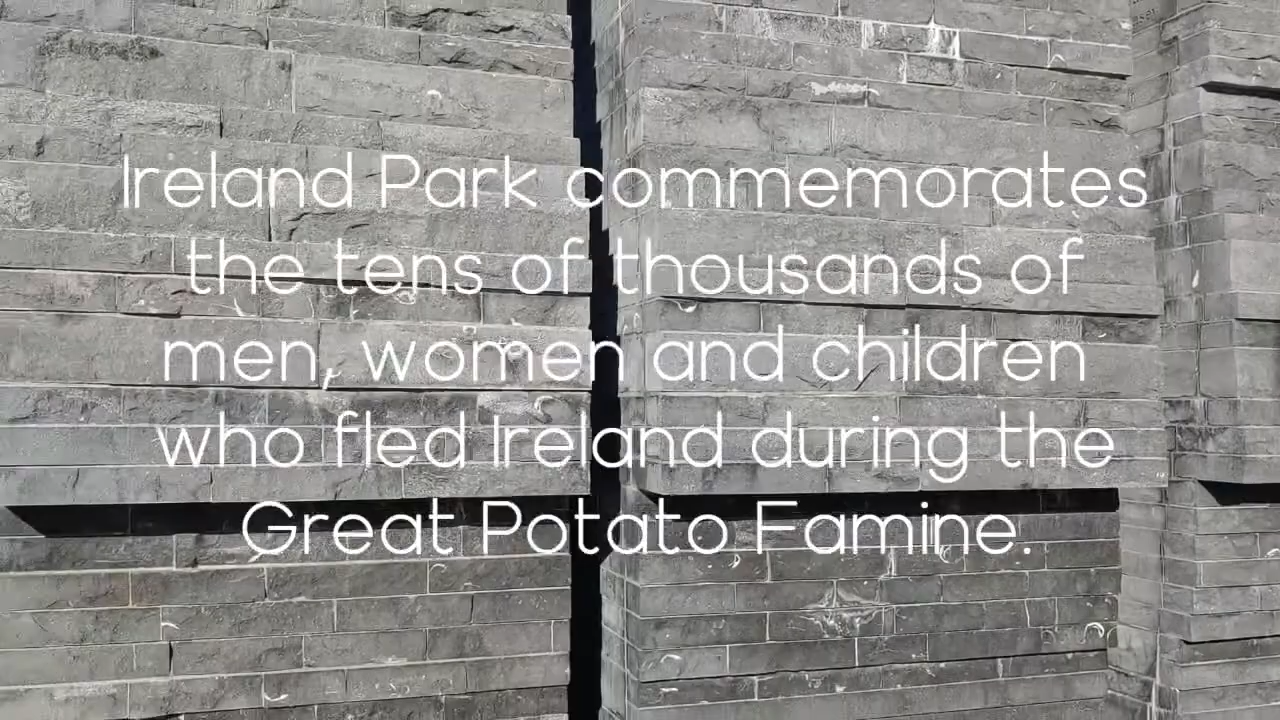 Ireland Park commemorates
the tens of thousands of
men, women and children
who fled Ireland during the
Great Potato Famine.